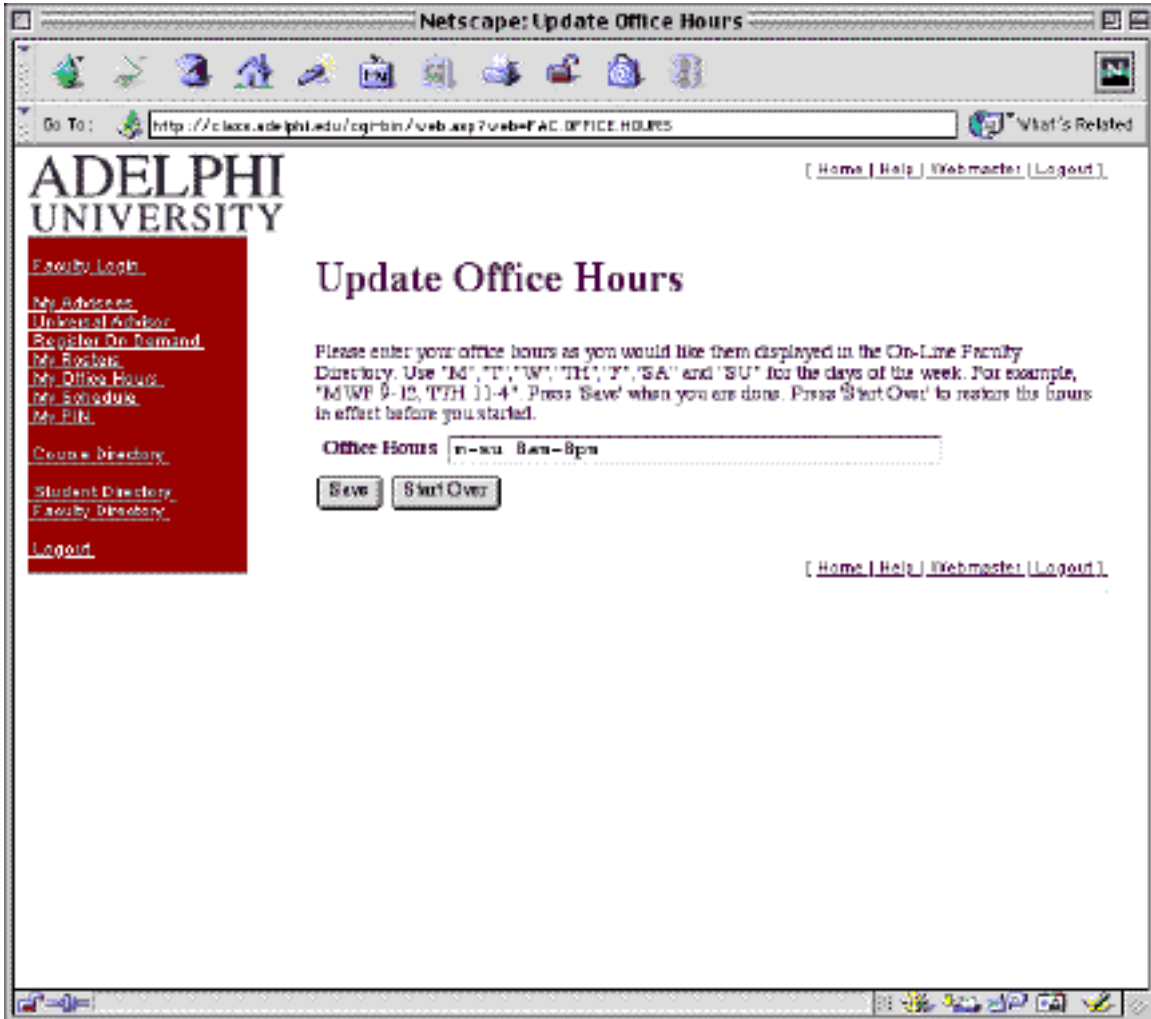 Netscape: Update Office Hours
Go To: http://class.adelphi.edu/cgi-bin/web.asp?web=FAC.OFFICE.HOURS What's Related
ADELPHI
UNIVERSITY
[ Home | Help | Webmaster | Logout ]
Faculty Login
My Advisees
Universal Advisor
Register On Demand
My Rosters
My Office Hours
My Schedule
My PIN
Course Directory
Student Directory
Faculty Directory
Logout
Update Office Hours
Please enter your office hours as you would like them displayed in the On-Line Faculty
Directory. Use "M","T","W","TH","F","SA" and "SU" for the days of the week. For example,
"MWF 9-12, TTH 11-4". Press 'Save' when you are done. Press 'Start Over' to restore the hours
in effect before you started.
Office Hours m-su 8am-8pm
Save Start Over
[ Home | Help | Webmaster | Logout ]